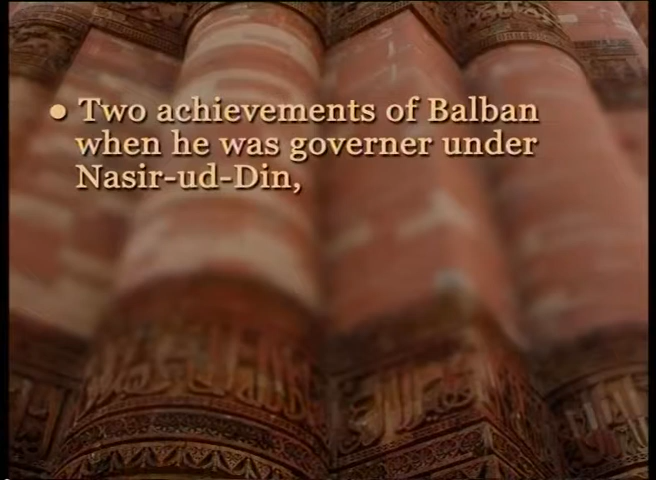 • Two achievements of Balban
when he was governer under
Nasir-ud-Din,